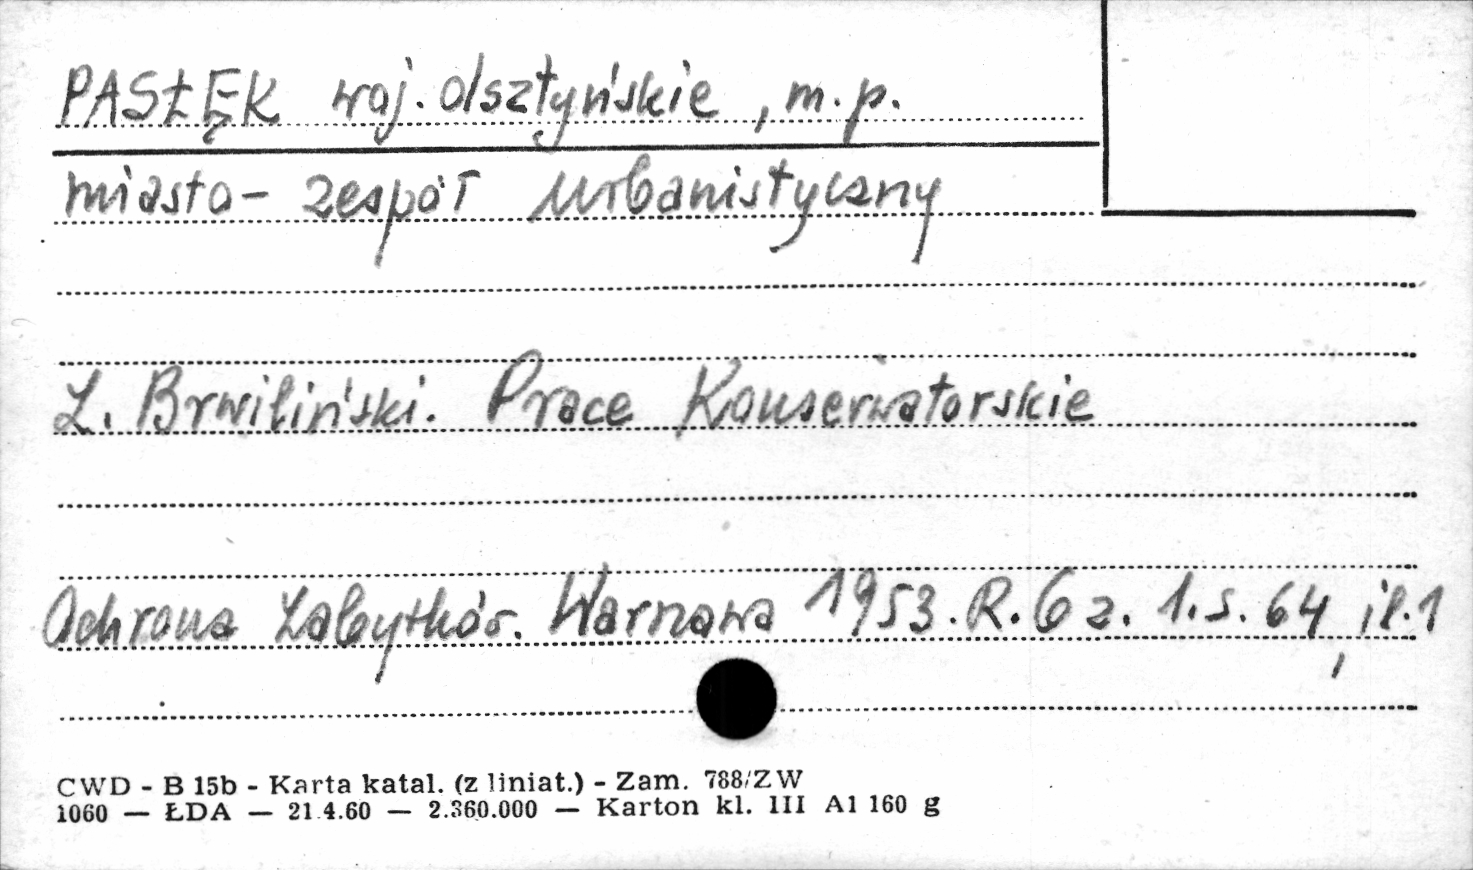 PASŁĘK woj. olsztyńskie, m.p.
miasto - zespół urbanistyczny
L. Brwiliński. Prace Konserwatorskie
Ochrona Zabytków. Warszawa 1953. R. 6 z. 1. s. 64, il. 1
CWD - B 15b - Karta katal. (z liniat.) - Zam. 788/ZW
1060 — ŁDA — 21.4.60 — 2.360.000 — Karton kl. III A1 160 g